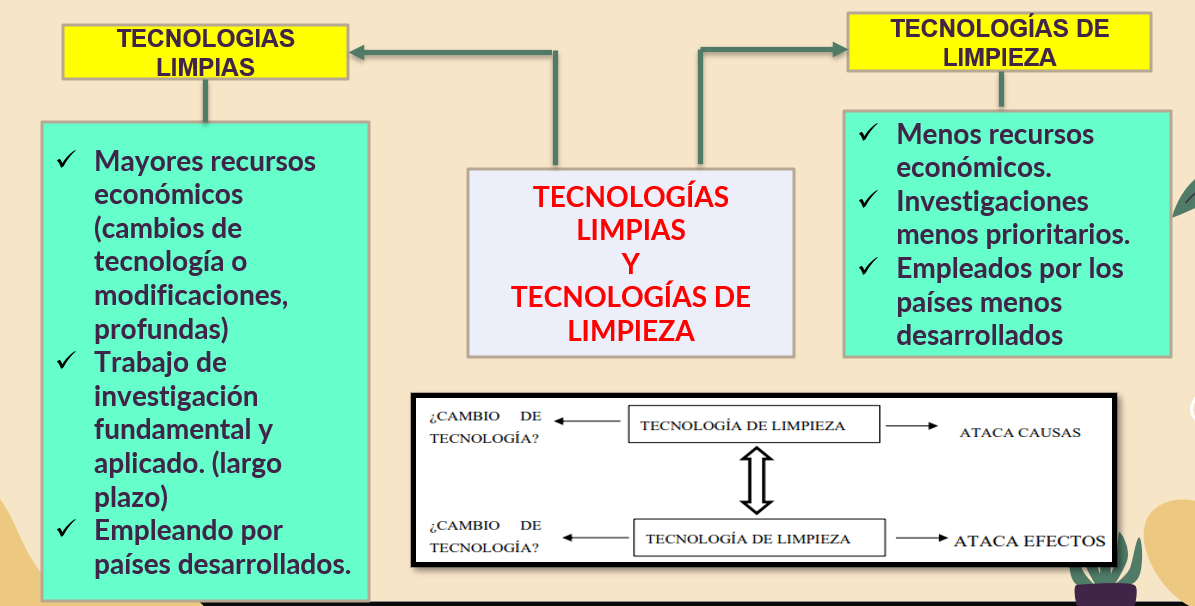 TECNOLOGIAS
LIMPIAS
Mayores recursos
económicos
(cambios de
tecnología o
modificaciones,
profundas)
Trabajo de
investigación
fundamental y
aplicado. (largo
plazo)
Empleando por
países desarrollados.
TECNOLOGÍAS
LIMPIAS
Y
TECNOLOGÍAS DE
LIMPIEZA
TECNOLOGÍAS DE
LIMPIEZA
Menos recursos
económicos.
Investigaciones
menos prioritarios.
Empleados por los
países menos
desarrollados
¿CAMBIO DE
TECNOLOGÍA?
TECNOLOGÍA DE LIMPIEZA
ATACA CAUSAS
¿CAMBIO DE
TECNOLOGÍA?
TECNOLOGÍA DE LIMPIEZA
ATACA EFECTOS